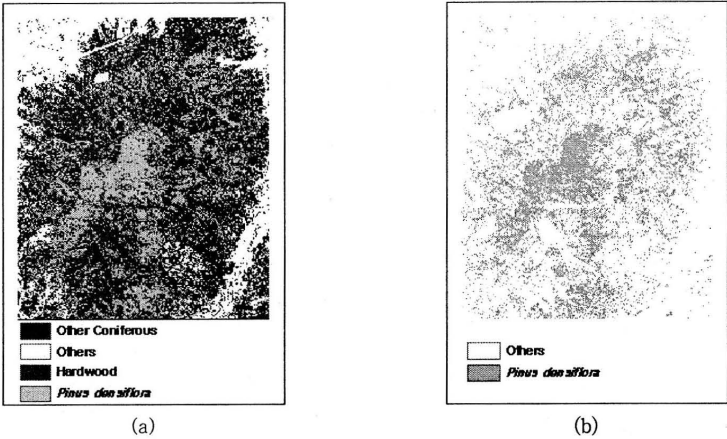 Other Coniferous
Others
Hardwood
Pinus densiflora
(a)
Others
Pinus densiflora
(b)